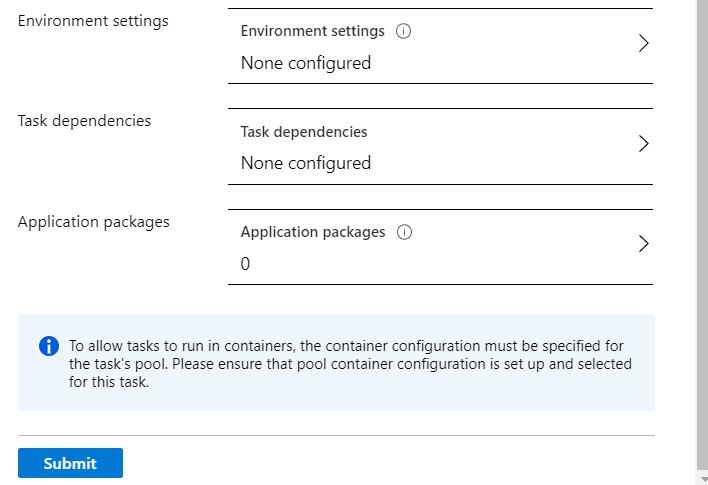 Environment settings
Environment settings
None configured
Task dependencies
Task dependencies
None configured
Application packages
Application packages
0
To allow tasks to run in containers, the container configuration must be specified for
the task's pool. Please ensure that pool container configuration is set up and selected
for this task.
Submit